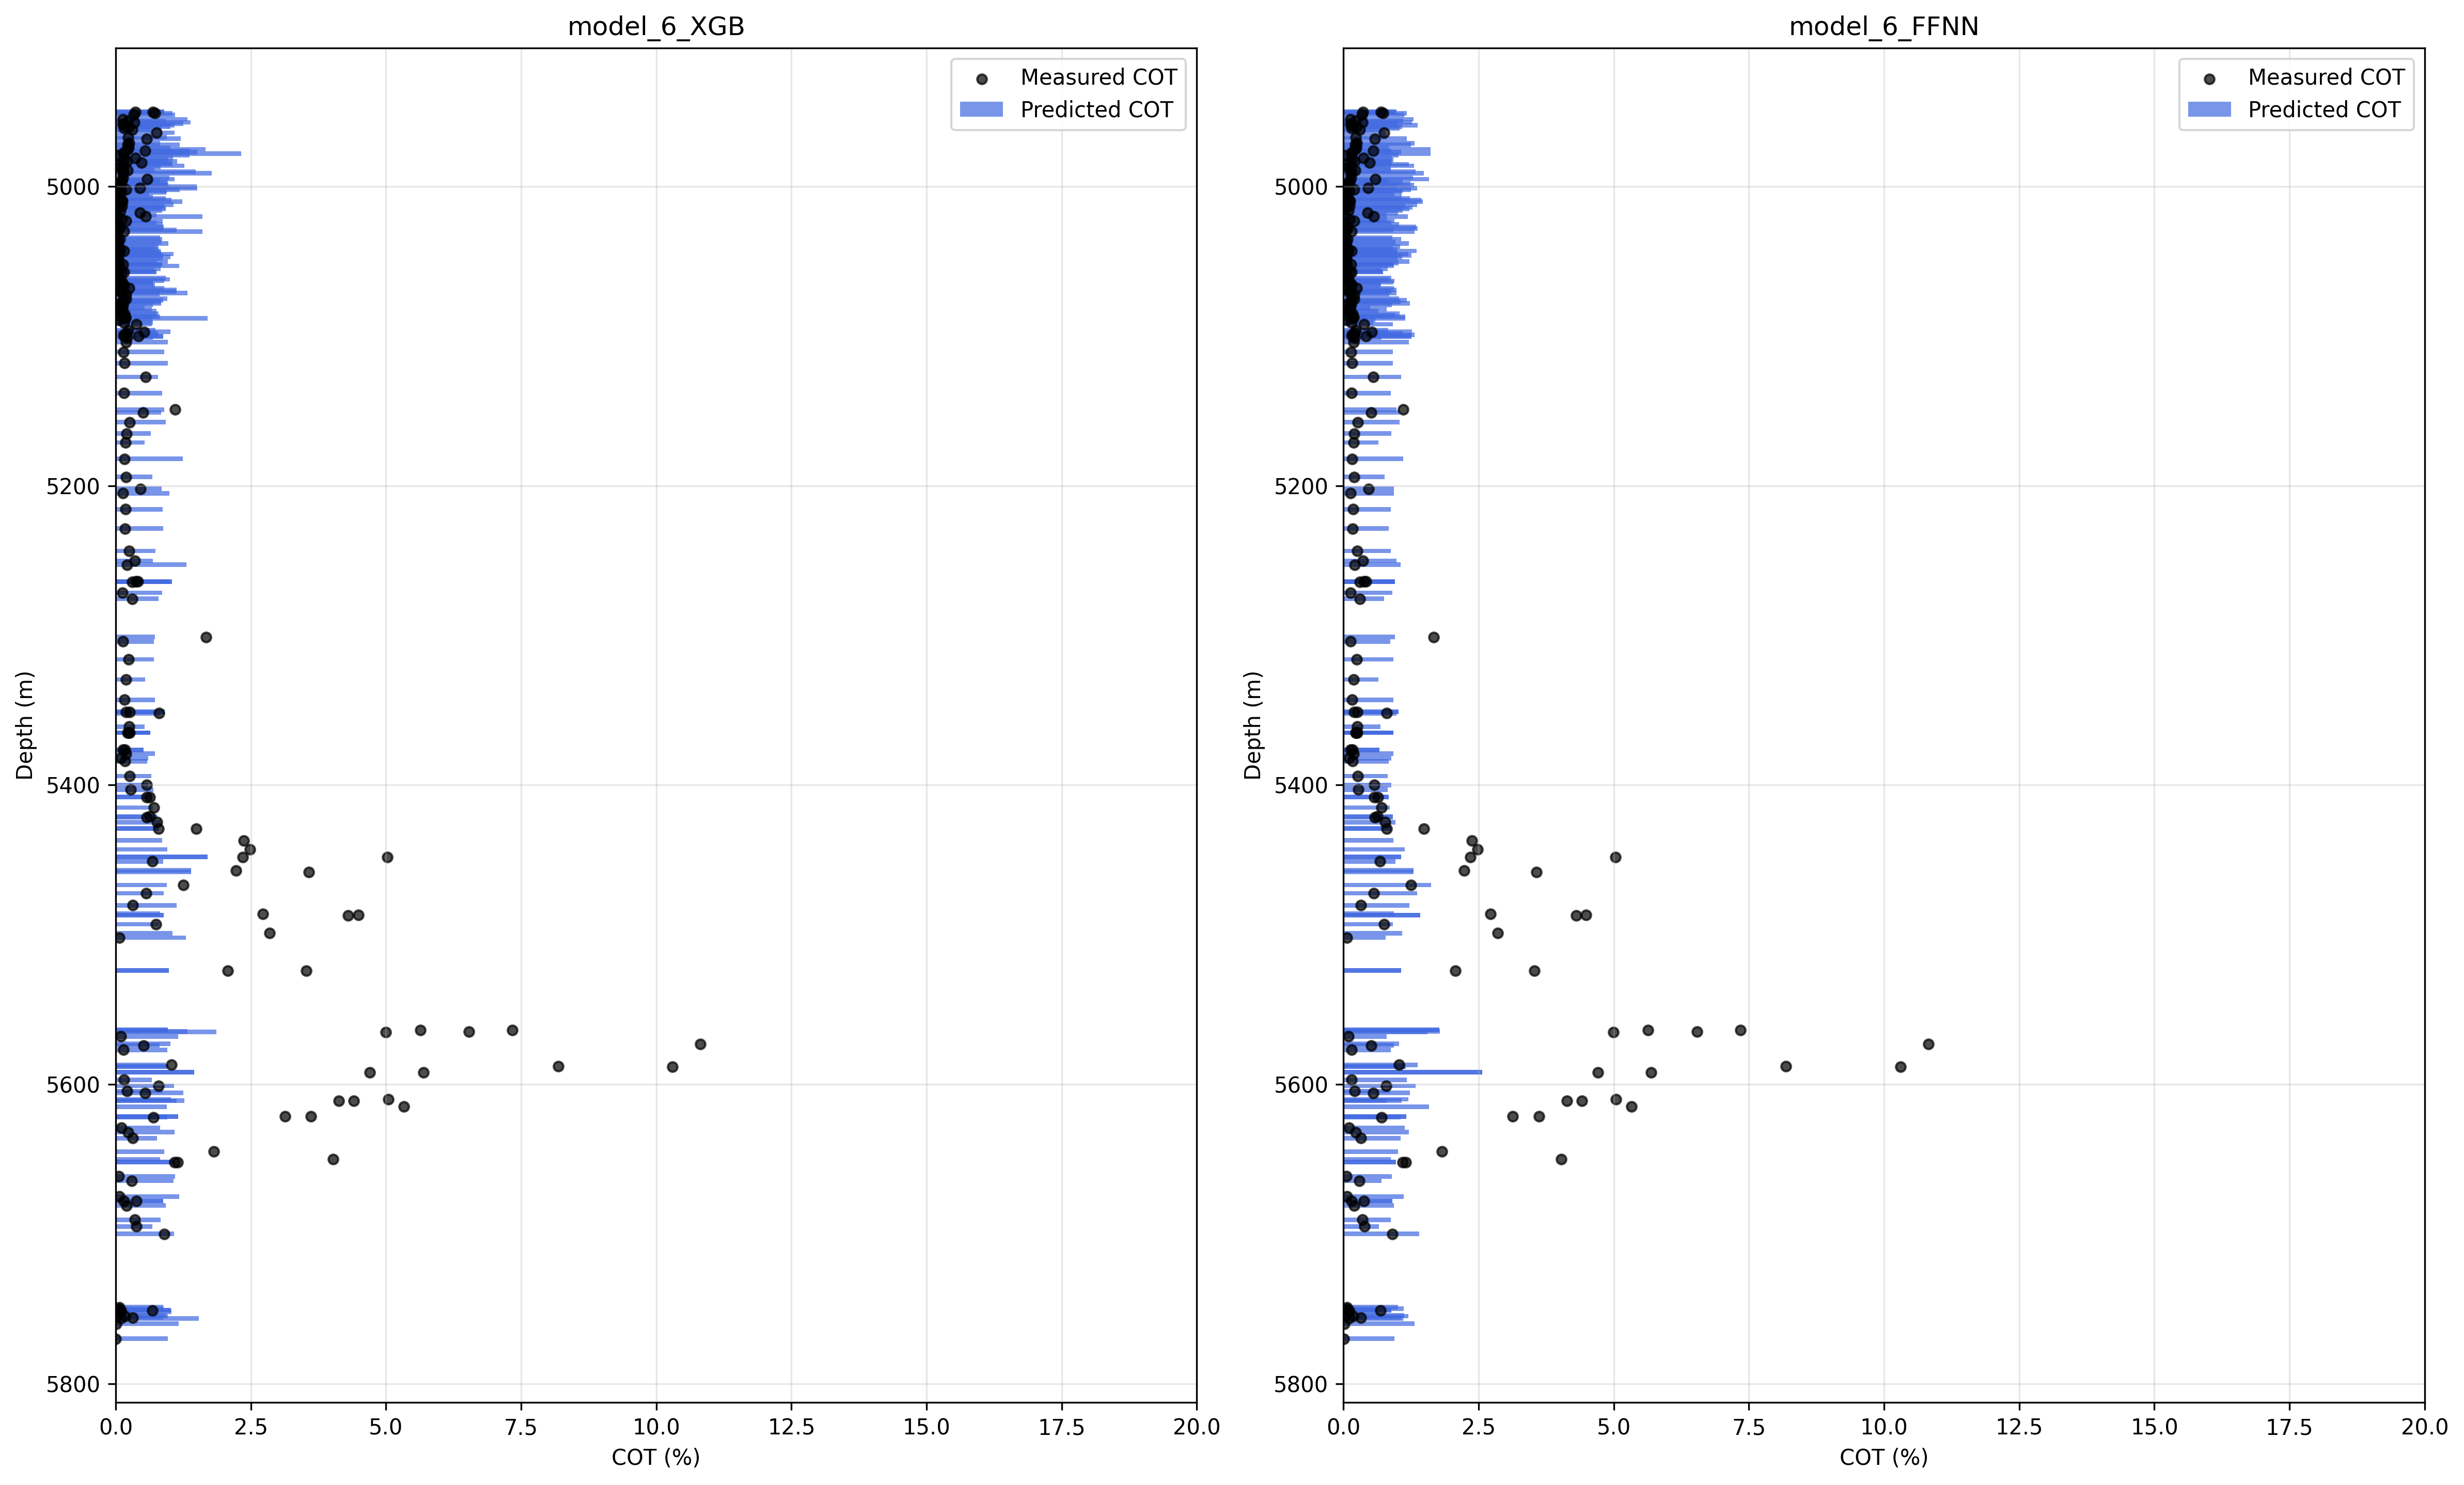 model_6_XGB
Measured COT
Predicted COT
5000
5200
5400
5600
5800
Depth (m)
0.0 2.5 5.0 7.5 10.0 12.5 15.0 17.5 20.0
COT (%)
model_6_FFNN
Measured COT
Predicted COT
5000
5200
5400
5600
5800
Depth (m)
0.0 2.5 5.0 7.5 10.0 12.5 15.0 17.5 20.0
COT (%)